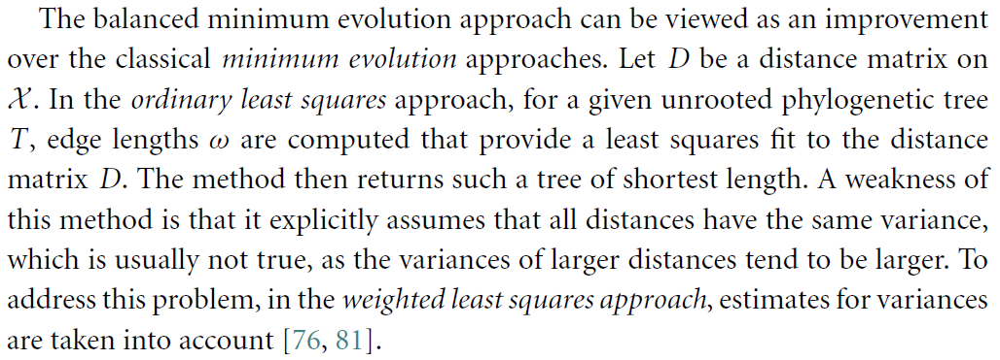 The balanced minimum evolution approach can be viewed as an improvement
over the classical minimum evolution approaches. Let D be a distance matrix on
𝒳. In the ordinary least squares approach, for a given unrooted phylogenetic tree
T, edge lengths ω are computed that provide a least squares fit to the distance
matrix D. The method then returns such a tree of shortest length. A weakness of
this method is that it explicitly assumes that all distances have the same variance,
which is usually not true, as the variances of larger distances tend to be larger. To
address this problem, in the weighted least squares approach, estimates for variances
are taken into account [76, 81].